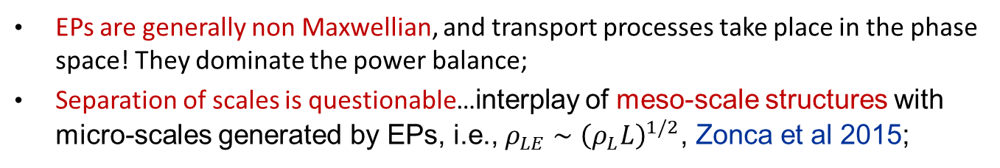 • EPs are generally non Maxwellian, and transport processes take place in the phase
space! They dominate the power balance;
• Separation of scales is questionable…interplay of meso-scale structures with
micro-scales generated by EPs, i.e., $\rho_{LE} \sim (\rho_L L)^{1/2}$, Zonca et al 2015;